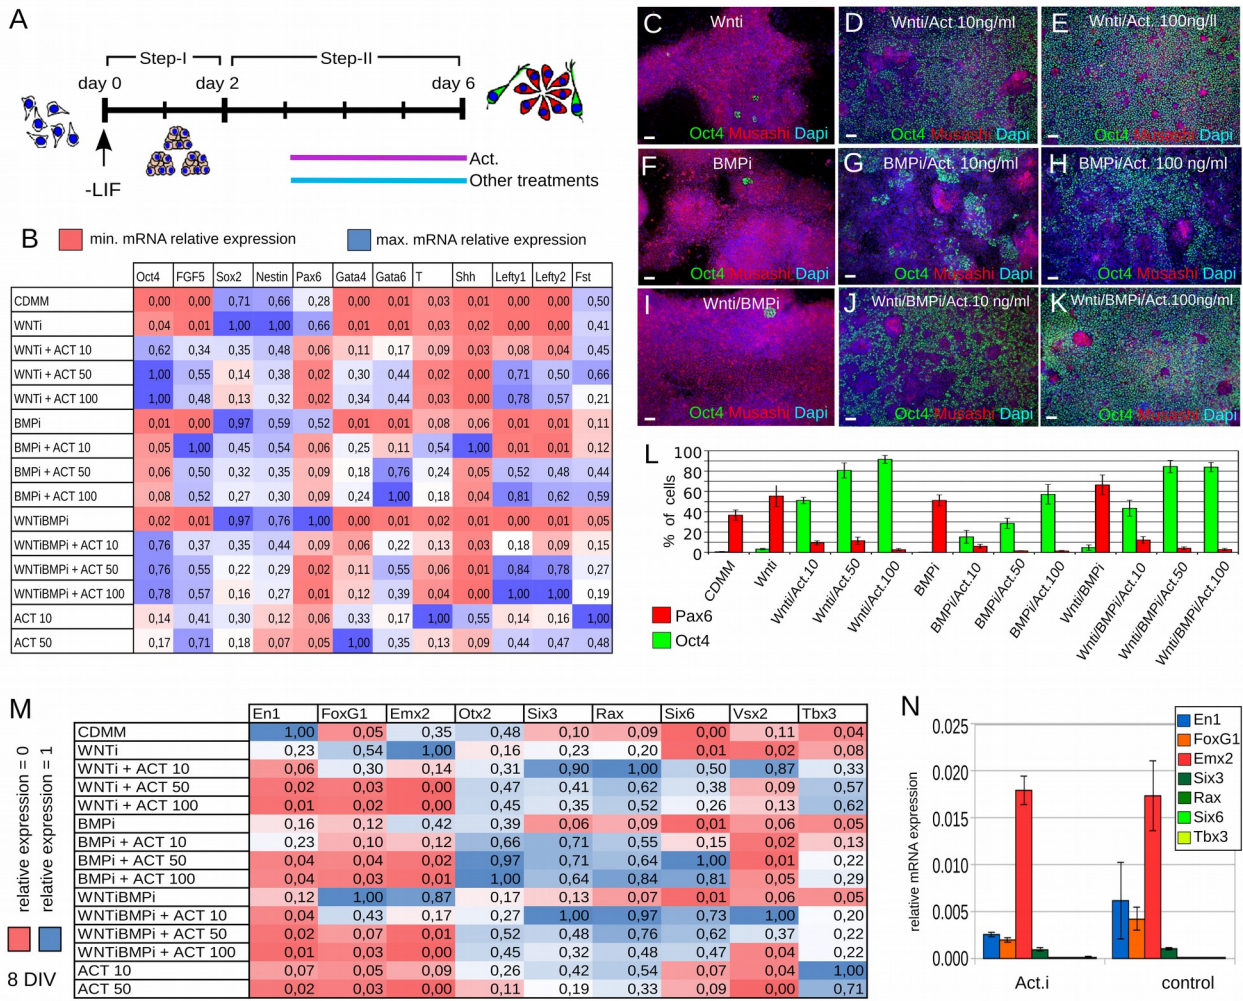 A
Step-I
Step-II
day 0
day 2
day 6
-LIF
Act.
Other treatments
B
min. mRNA relative expression
max. mRNA relative expression
Oct4 FGF5 Sox2 Nestin Pax6 Gata4 Gata6 T Shh Lefty1 Lefty2 Fst
CDMM 0,00 0,00 0,71 0,66 0,28 0,00 0,01 0,03 0,01 0,00 0,00 0,50
WNTi 0,04 0,01 1,00 1,00 0,66 0,01 0,01 0,03 0,02 0,00 0,00 0,41
WNTi + ACT 10 0,62 0,34 0,35 0,48 0,06 0,11 0,17 0,09 0,03 0,08 0,04 0,45
WNTi + ACT 50 1,00 0,55 0,14 0,38 0,02 0,30 0,44 0,02 0,00 0,71 0,50 0,66
WNTi + ACT 100 1,00 0,48 0,13 0,32 0,02 0,34 0,44 0,03 0,00 0,78 0,57 0,21
BMPi 0,01 0,00 0,97 0,59 0,52 0,01 0,01 0,08 0,06 0,01 0,01 0,11
BMPi + ACT 10 0,05 1,00 0,45 0,54 0,06 0,25 0,11 0,54 1,00 0,01 0,01 0,12
BMPi + ACT 50 0,06 0,50 0,32 0,35 0,09 0,18 0,76 0,24 0,05 0,52 0,48 0,44
BMPi + ACT 100 0,08 0,52 0,27 0,30 0,09 0,24 1,00 0,18 0,04 0,81 0,62 0,59
WNTiBMPi 0,02 0,01 0,97 0,76 1,00 0,00 0,01 0,02 0,01 0,00 0,01 0,05
WNTiBMPi + ACT 10 0,76 0,37 0,35 0,44 0,09 0,06 0,22 0,13 0,03 0,18 0,09 0,15
WNTiBMPi + ACT 50 0,76 0,55 0,22 0,29 0,02 0,11 0,55 0,06 0,01 0,84 0,78 0,27
WNTiBMPi + ACT 100 0,78 0,57 0,16 0,27 0,01 0,12 0,39 0,04 0,00 1,00 1,00 0,19
ACT 10 0,14 0,41 0,30 0,12 0,06 0,33 0,17 1,00 0,55 0,14 0,16 1,00
ACT 50 0,17 0,71 0,18 0,07 0,05 1,00 0,35 0,13 0,09 0,44 0,47 0,48
C Wnti
Oct4 Musashi Dapi
D Wnti/Act 10ng/ml
Oct4 Musashi Dapi
E Wnti/Act. 100ng/ll
Oct4 Musashi Dapi
F BMPi
Oct4 Musashi Dapi
G BMPi/Act. 10ng/ml
Oct4 Musashi Dapi
H BMPi/Act. 100 ng/ml
Oct4 Musashi Dapi
I Wnti/BMPi
Oct4 Musashi Dapi
J Wnti/BMPi/Act.10 ng/ml
Oct4 Musashi Dapi
K Wnti/BMPi/Act.100ng/ml
Oct4 Musashi Dapi
L
% of cells
100
80
60
40
20
0
CDMM
Wnti
Wnti/Act.10
Wnti/Act.50
Wnti/Act.100
BMPi
BMPi/Act.10
BMPi/Act.50
BMPi/Act.100
Wnti/BMPi
Wnti/BMPi/Act.10
Wnti/BMPi/Act.50
Wnti/BMPi/Act.100
Pax6
Oct4
M
relative expression = 0
relative expression = 1
8 DIV
En1 FoxG1 Emx2 Otx2 Six3 Rax Six6 Vsx2 Tbx3
CDMM 1,00 0,05 0,35 0,48 0,10 0,09 0,00 0,11 0,04
WNTi 0,23 0,54 1,00 0,16 0,23 0,20 0,01 0,02 0,08
WNTi + ACT 10 0,06 0,30 0,14 0,31 0,90 1,00 0,50 0,87 0,33
WNTi + ACT 50 0,02 0,03 0,00 0,47 0,41 0,62 0,38 0,09 0,57
WNTi + ACT 100 0,01 0,02 0,00 0,45 0,35 0,52 0,26 0,13 0,62
BMPi 0,16 0,12 0,42 0,39 0,06 0,09 0,01 0,06 0,05
BMPi + ACT 10 0,23 0,10 0,12 0,66 0,71 0,55 0,15 0,02 0,13
BMPi + ACT 50 0,04 0,04 0,02 0,97 0,71 0,64 1,00 0,01 0,22
BMPi + ACT 100 0,04 0,03 0,01 1,00 0,64 0,84 0,81 0,05 0,29
WNTiBMPi 0,12 1,00 0,87 0,17 0,13 0,07 0,01 0,06 0,05
WNTiBMPi + ACT 10 0,04 0,43 0,17 0,27 1,00 0,97 0,73 1,00 0,20
WNTiBMPi + ACT 50 0,02 0,07 0,01 0,52 0,48 0,76 0,62 0,37 0,22
WNTiBMPi + ACT 100 0,01 0,03 0,00 0,45 0,32 0,48 0,47 0,04 0,22
ACT 10 0,07 0,05 0,09 0,26 0,42 0,54 0,07 0,04 1,00
ACT 50 0,02 0,03 0,00 0,11 0,19 0,33 0,09 0,00 0,71
N
relative mRNA expression
0.025
0.020
0.015
0.010
0.005
0.000
Act.i
control
En1
FoxG1
Emx2
Six3
Rax
Six6
Tbx3